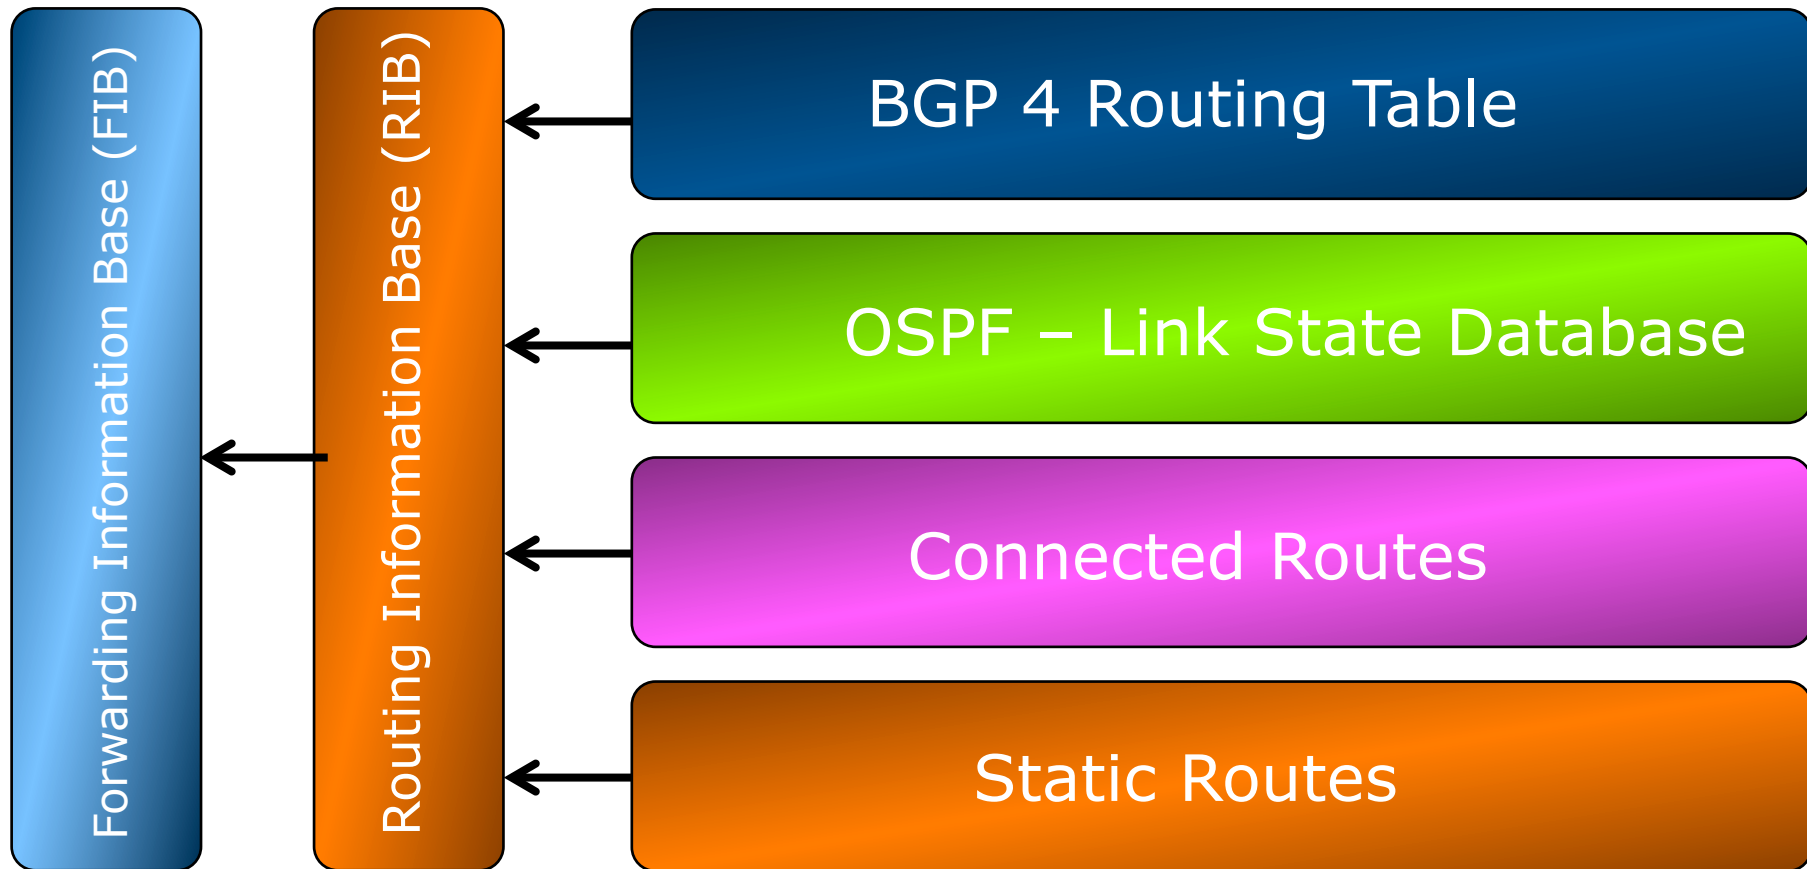 Forwarding Information Base (FIB)
Routing Information Base (RIB)
BGP 4 Routing Table
OSPF – Link State Database
Connected Routes
Static Routes